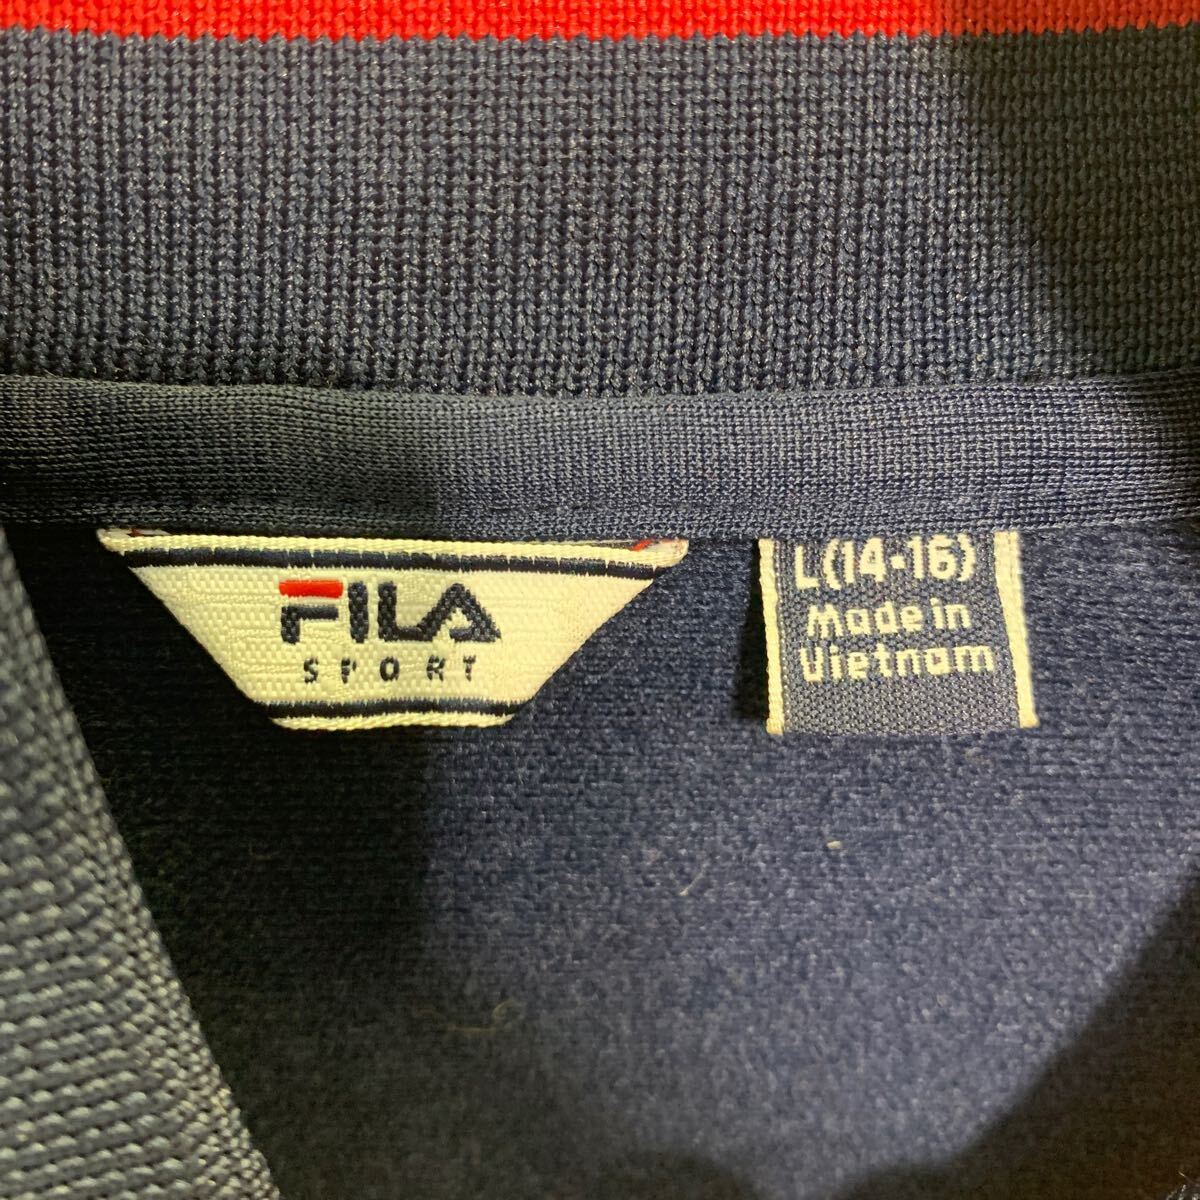 FILA
SPORT
L(14-16)
Made in
Vietnam